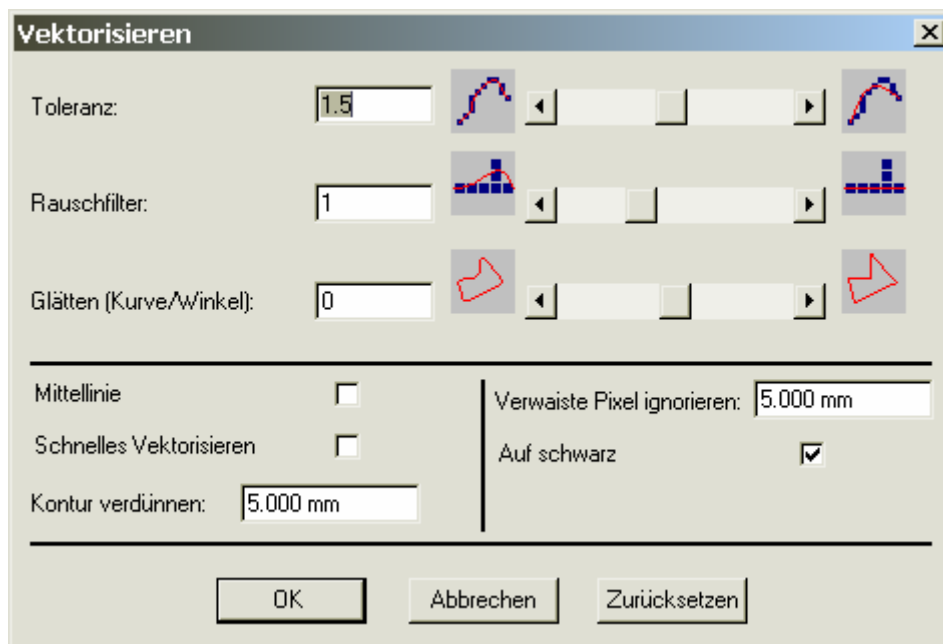 Vektorisieren
Toleranz: 1.5
Rauschfilter: 1
Glätten (Kurve/Winkel): 0
Mittellinie
Schnelles Vektorisieren
Kontur verdünnen: 5.000 mm
Verwaiste Pixel ignorieren: 5.000 mm
Auf schwarz
OK Abbrechen Zurücksetzen